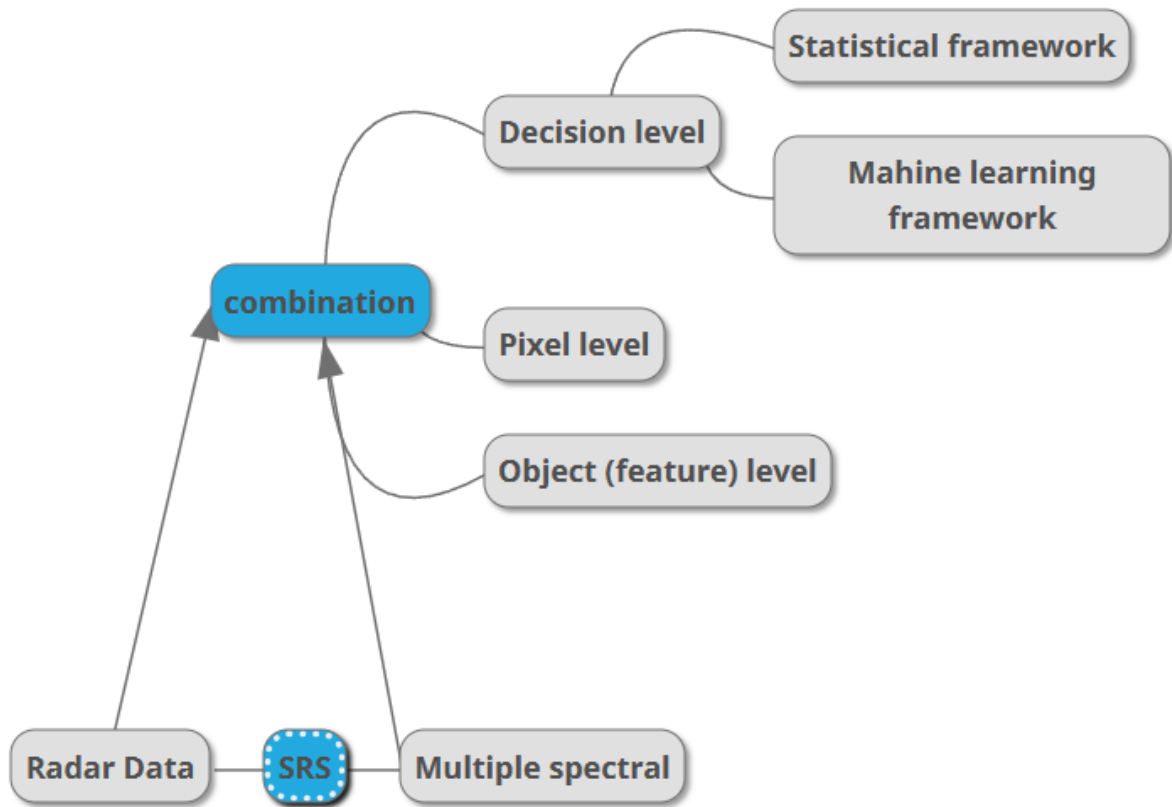 Statistical framework
Decision level
Mahine learning
framework
combination
Pixel level
Object (feature) level
Radar Data
SRS
Multiple spectral